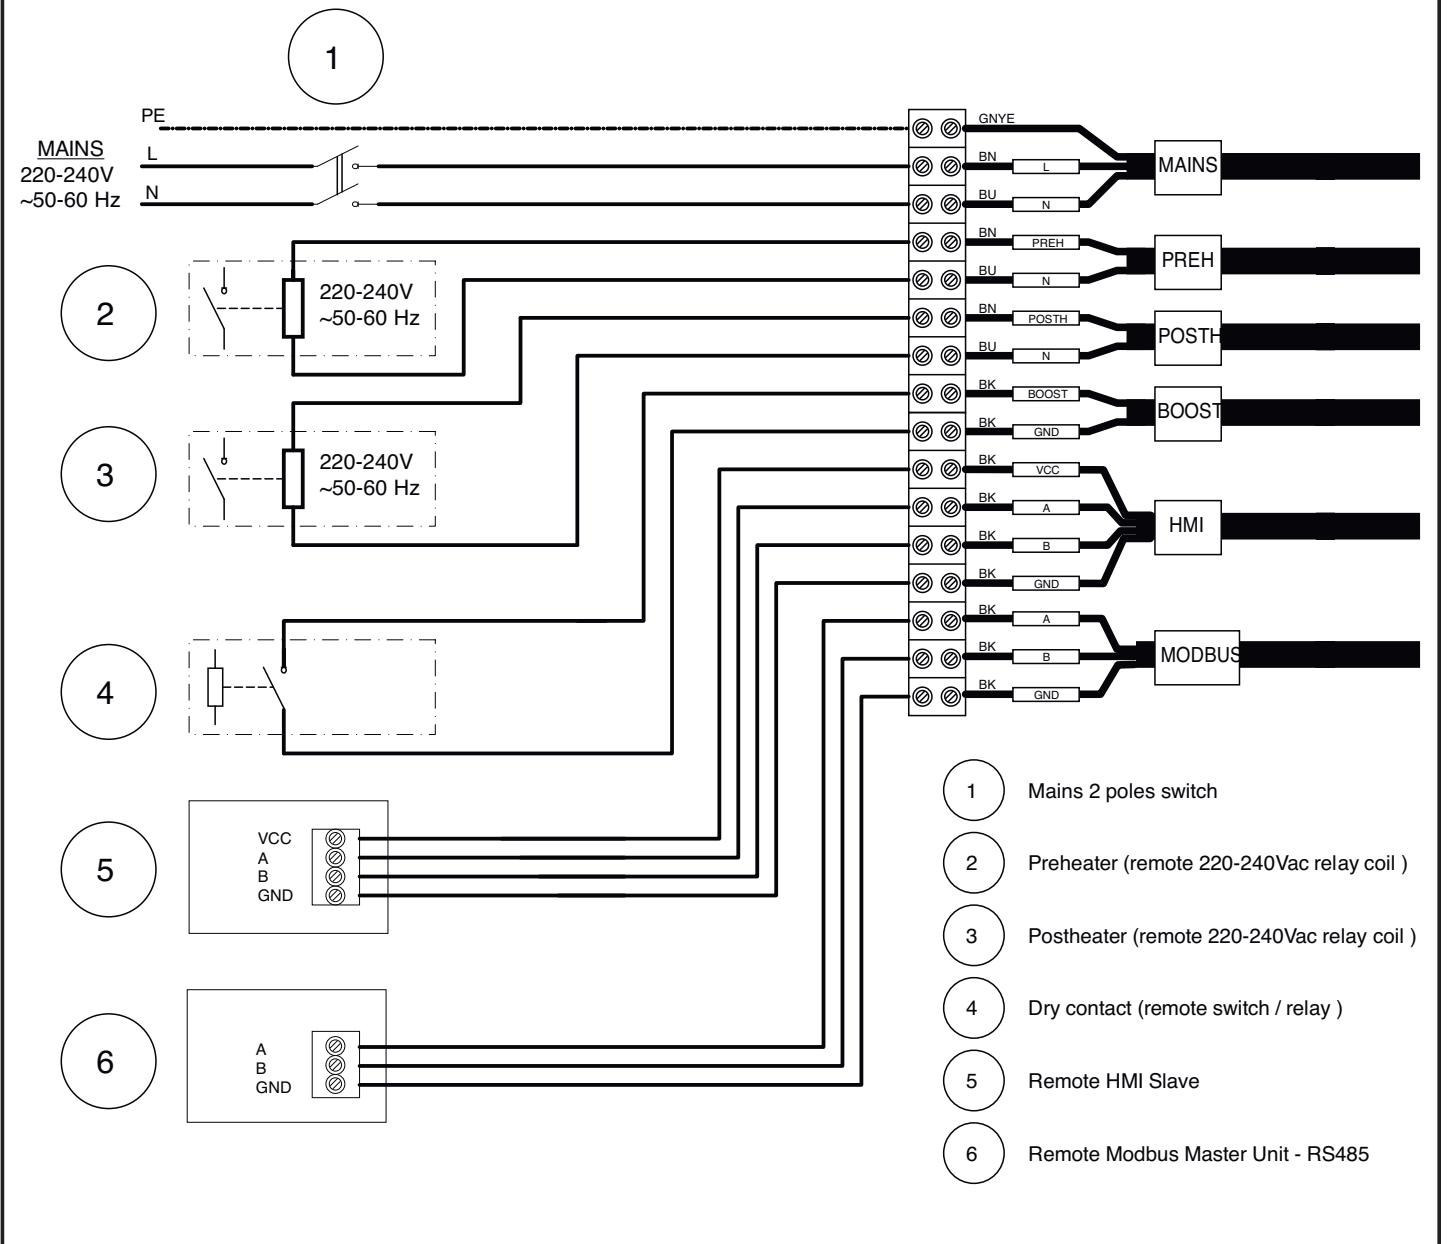 1
PE
MAINS
220-240V
~50-60 Hz
L
N
GNYE
BN
L
BU
N
MAINS
BN
PREH
BU
N
PREH
2
220-240V
~50-60 Hz
BN
POSTH
BU
N
POSTH
BK
BOOST
BK
GND
BOOST
3
220-240V
~50-60 Hz
BK
VCC
BK
A
BK
B
BK
GND
HMI
BK
A
BK
B
BK
GND
MODBUS
4
5
VCC
A
B
GND
6
A
B
GND
1 Mains 2 poles switch
2 Preheater (remote 220-240Vac relay coil )
3 Postheater (remote 220-240Vac relay coil )
4 Dry contact (remote switch / relay )
5 Remote HMI Slave
6 Remote Modbus Master Unit - RS485